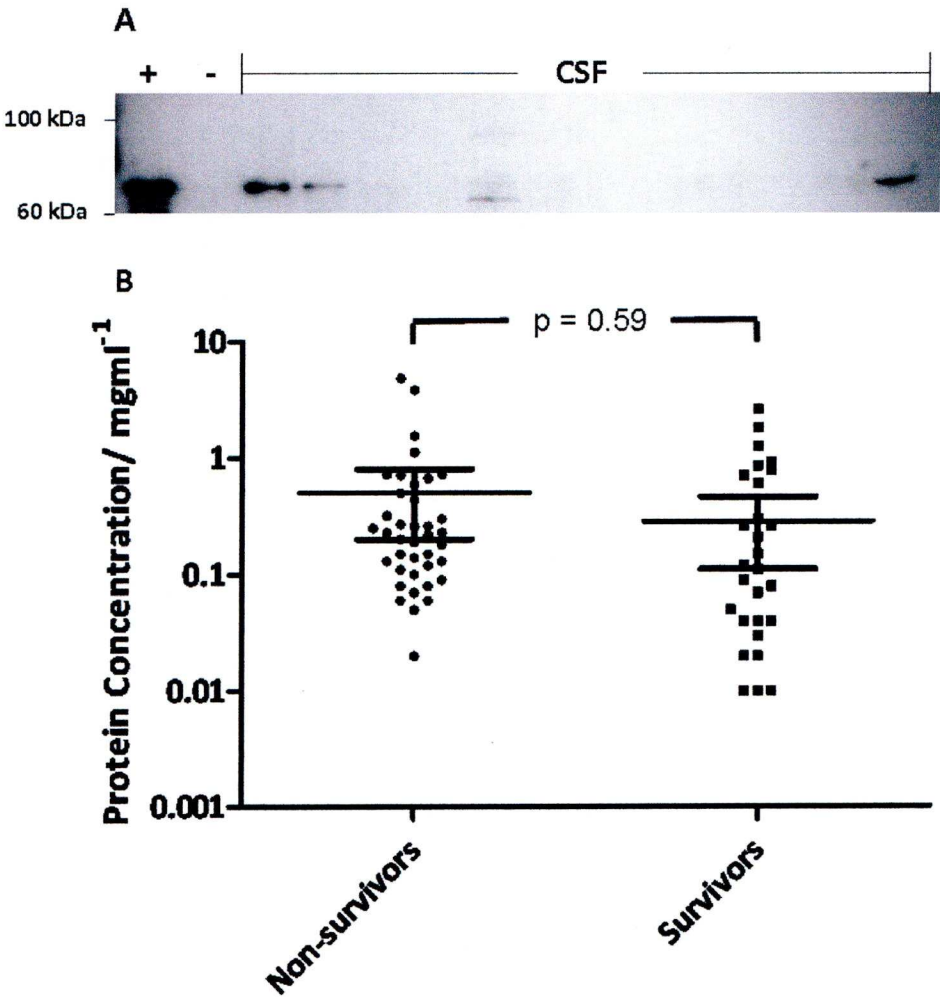 A
+ - CSF
100 kDa
60 kDa
B
p = 0.59
Protein Concentration/ mgml⁻¹
10
1
0.1
0.01
0.001
Non-survivors
Survivors